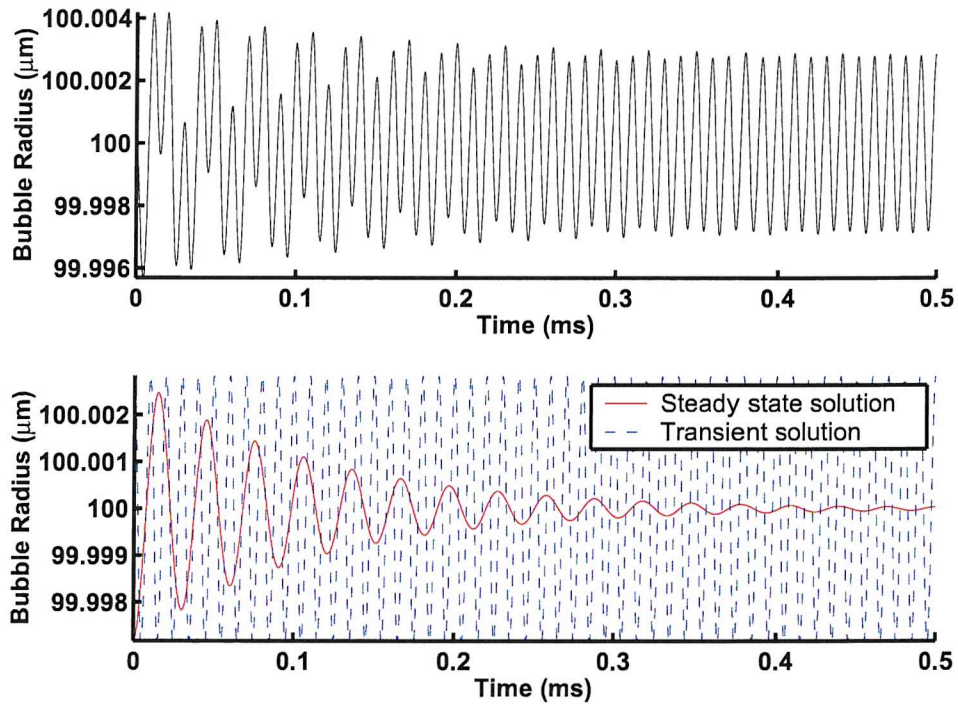 Bubble Radius (μm)
100.004
100.002
100
99.998
99.996
0 0.1 0.2 0.3 0.4 0.5
Time (ms)
Bubble Radius (μm)
100.002
100.001
100
99.999
99.998
Steady state solution
Transient solution
0 0.1 0.2 0.3 0.4 0.5
Time (ms)